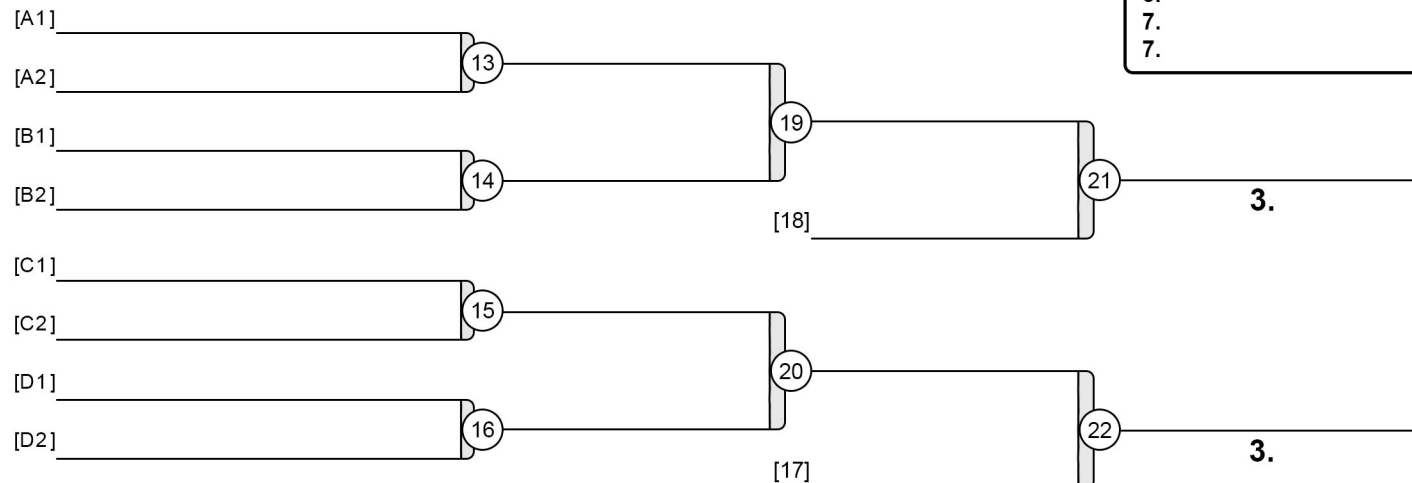 [A1]
7.
13
7.
[A2]
19
[B1]
14
21
[B2]
3.
[18]
[C1]
15
[C2]
20
[D1]
16
22
[D2]
3.
[17]